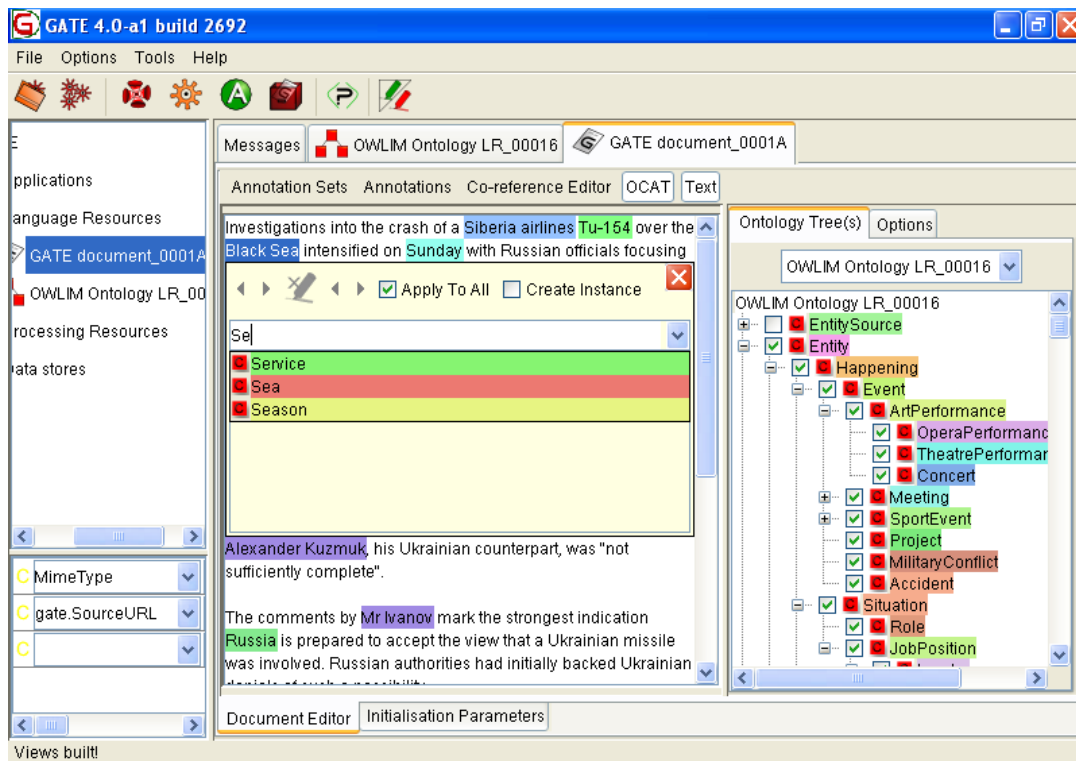 GATE 4.0-a1 build 2692
File Options Tools Help
Messages
OWLIM Ontology LR_00016
GATE document_0001A
pplications
anguage Resources
GATE document_0001A
OWLIM Ontology LR_00
rocessing Resources
ata stores
MimeType
gate.SourceURL
Annotation Sets Annotations Co-reference Editor OCAT Text
Investigations into the crash of a Siberia airlines Tu-154 over the
Black Sea intensified on Sunday with Russian officials focusing
Apply To All Create Instance
Se
C Service
C Sea
C Season
Alexander Kuzmuk, his Ukrainian counterpart, was "not
sufficiently complete".
The comments by Mr Ivanov mark the strongest indication
Russia is prepared to accept the view that a Ukrainian missile
was involved. Russian authorities had initially backed Ukrainian
Document Editor Initialisation Parameters
Ontology Tree(s) Options
OWLIM Ontology LR_00016
OWLIM Ontology LR_00016
C EntitySource
C Entity
C Happening
C Event
C ArtPerformance
C OperaPerformanc
C TheatrePerformar
C Concert
C Meeting
C SportEvent
C Project
C MilitaryConflict
C Accident
C Situation
C Role
C JobPosition
Views built!